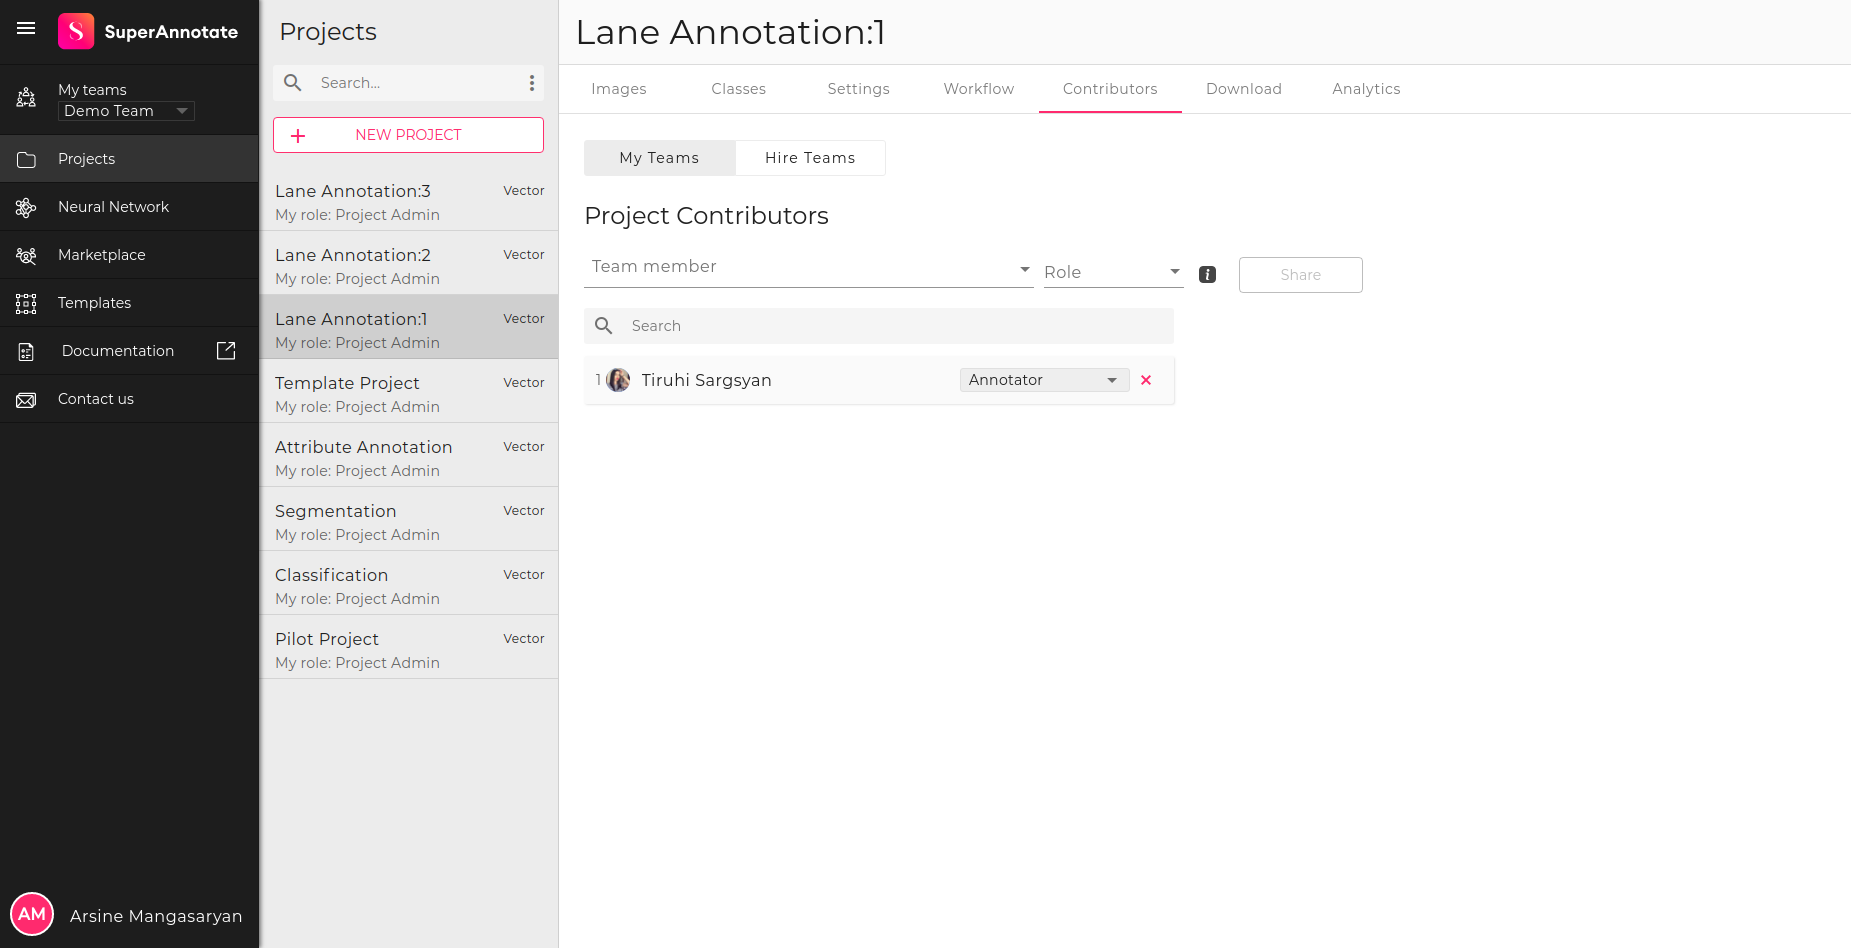 SuperAnnotate
My teams
Demo Team
Projects
Neural Network
Marketplace
Templates
Documentation
Contact us
AM
Arsine Mangasaryan
Projects
Search...
NEW PROJECT
Lane Annotation:3 Vector
My role: Project Admin
Lane Annotation:2 Vector
My role: Project Admin
Lane Annotation:1 Vector
My role: Project Admin
Template Project Vector
My role: Project Admin
Attribute Annotation Vector
My role: Project Admin
Segmentation Vector
My role: Project Admin
Classification Vector
My role: Project Admin
Pilot Project Vector
My role: Project Admin
Lane Annotation:1
Images Classes Settings Workflow Contributors Download Analytics
My Teams Hire Teams
Project Contributors
Team member Role i Share
Search
1 Tiruhi Sargsyan Annotator